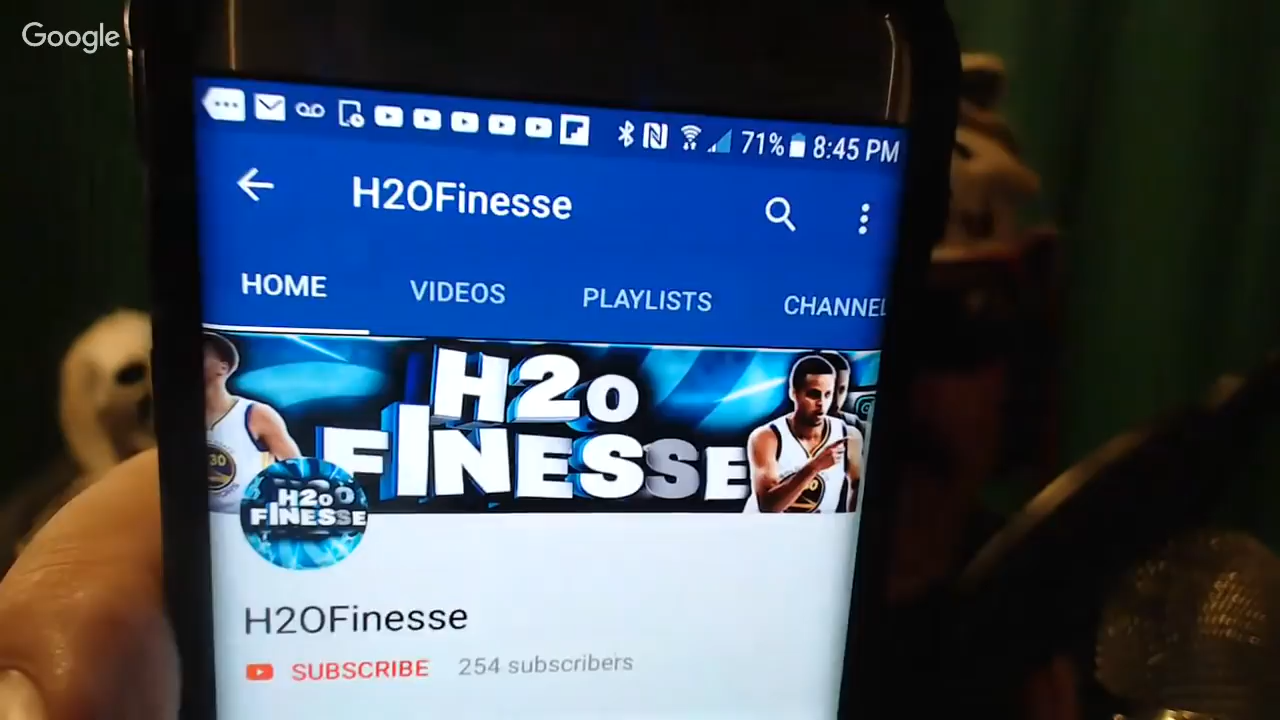 Google
71% 8:45 PM
H2OFinesse
HOME VIDEOS PLAYLISTS CHANNEL
H2o
FINESSE
30
H2o
FINESSE
H2OFinesse
SUBSCRIBE 254 subscribers